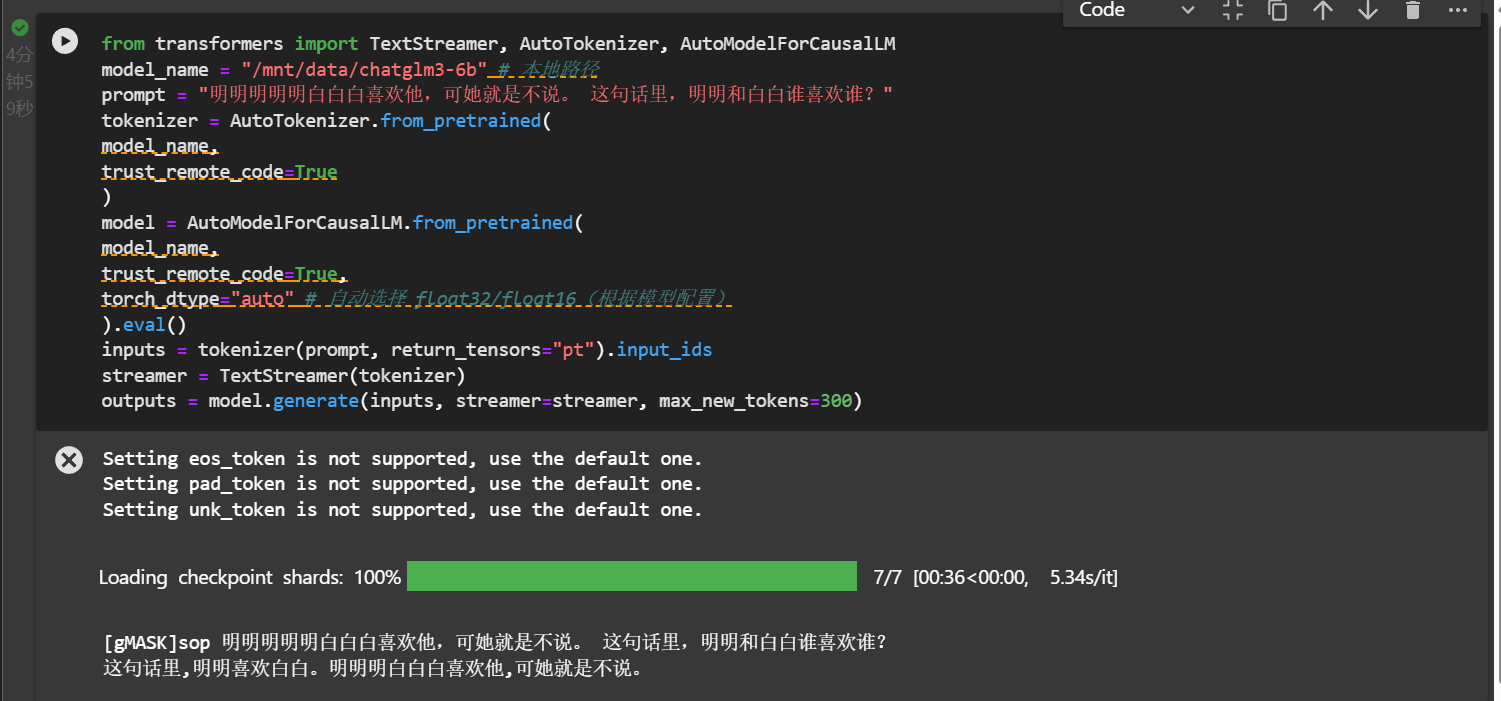 Code
4分
钟5
9秒
from transformers import TextStreamer, AutoTokenizer, AutoModelForCausalLM
model_name = "/mnt/data/chatglm3-6b" # 本地路径
prompt = "明明明明明白白白喜欢他，可她就是不说。 这句话里，明明和白白谁喜欢谁？"
tokenizer = AutoTokenizer.from_pretrained(
model_name,
trust_remote_code=True
)
model = AutoModelForCausalLM.from_pretrained(
model_name,
trust_remote_code=True,
torch_dtype="auto" # 自动选择 float32/float16（根据模型配置）
).eval()
inputs = tokenizer(prompt, return_tensors="pt").input_ids
streamer = TextStreamer(tokenizer)
outputs = model.generate(inputs, streamer=streamer, max_new_tokens=300)
Setting eos_token is not supported, use the default one.
Setting pad_token is not supported, use the default one.
Setting unk_token is not supported, use the default one.
Loading checkpoint shards: 100% 7/7 [00:36<00:00, 5.34s/it]
[gMASK]sop 明明明明明白白白喜欢他，可她就是不说。 这句话里，明明和白白谁喜欢谁？
这句话里,明明喜欢白白。明明明白白白喜欢他,可她就是不说。